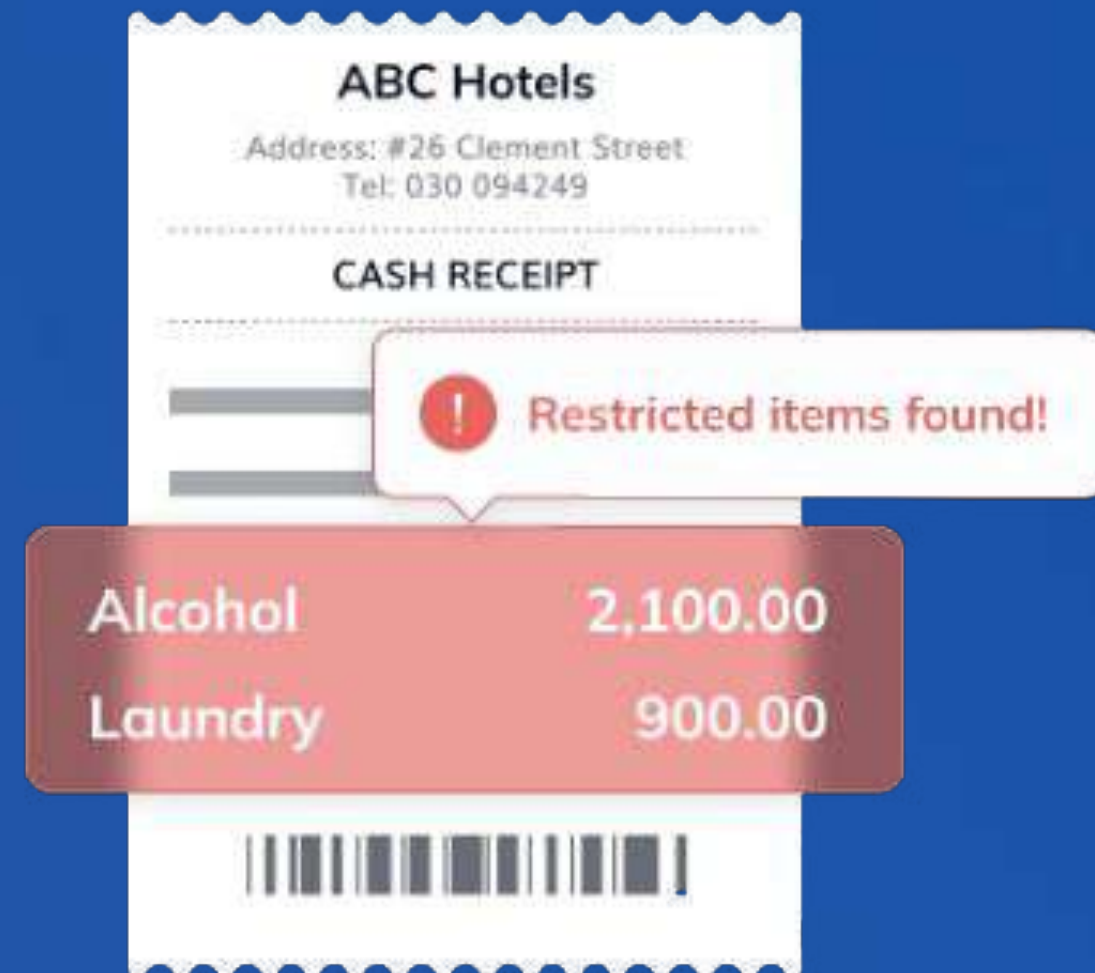 ABC Hotels
Address: #26 Clement Street
Tel: 030 094249
CASH RECEIPT
! Restricted items found!
Alcohol 2,100.00
Laundry 900.00